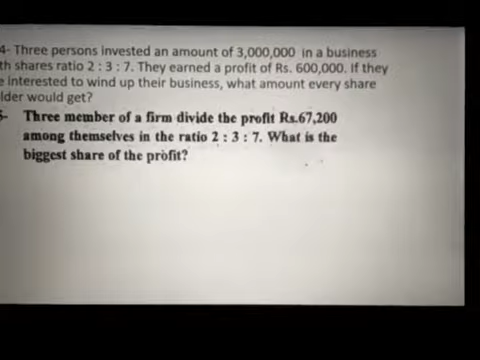 4- Three persons invested an amount of 3,000,000 in a business
th shares ratio 2 : 3 : 7. They earned a profit of Rs. 600,000. If they
e interested to wind up their business, what amount every share
lder would get?
5- Three member of a firm divide the profit Rs.67,200
among themselves in the ratio 2 : 3 : 7. What is the
biggest share of the profit?